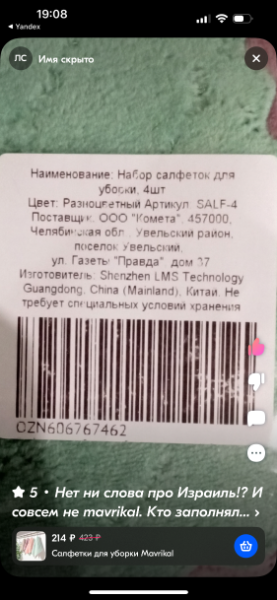 19:08
Yandex
ЛС
Имя скрыто
Наименование: Набор салфеток для
уборки, 4шт
Цвет: Разноцветный Артикул: SALF-4
Поставщик: ООО "Комета", 457000,
Челябинская обл., Увельский район,
поселок Увельский,
ул. Газеты "Правда", дом 37
Изготовитель: Shenzhen LMS Technology
Guangdong, China (Mainland), Китай. Не
требует специальных условий хранения
OZN606767462
5 • Нет ни слова про Израиль!? И
совсем не mavrikal. Кто заполнял... ›
214 ₽ 423 ₽
Салфетки для уборки Mavrikal